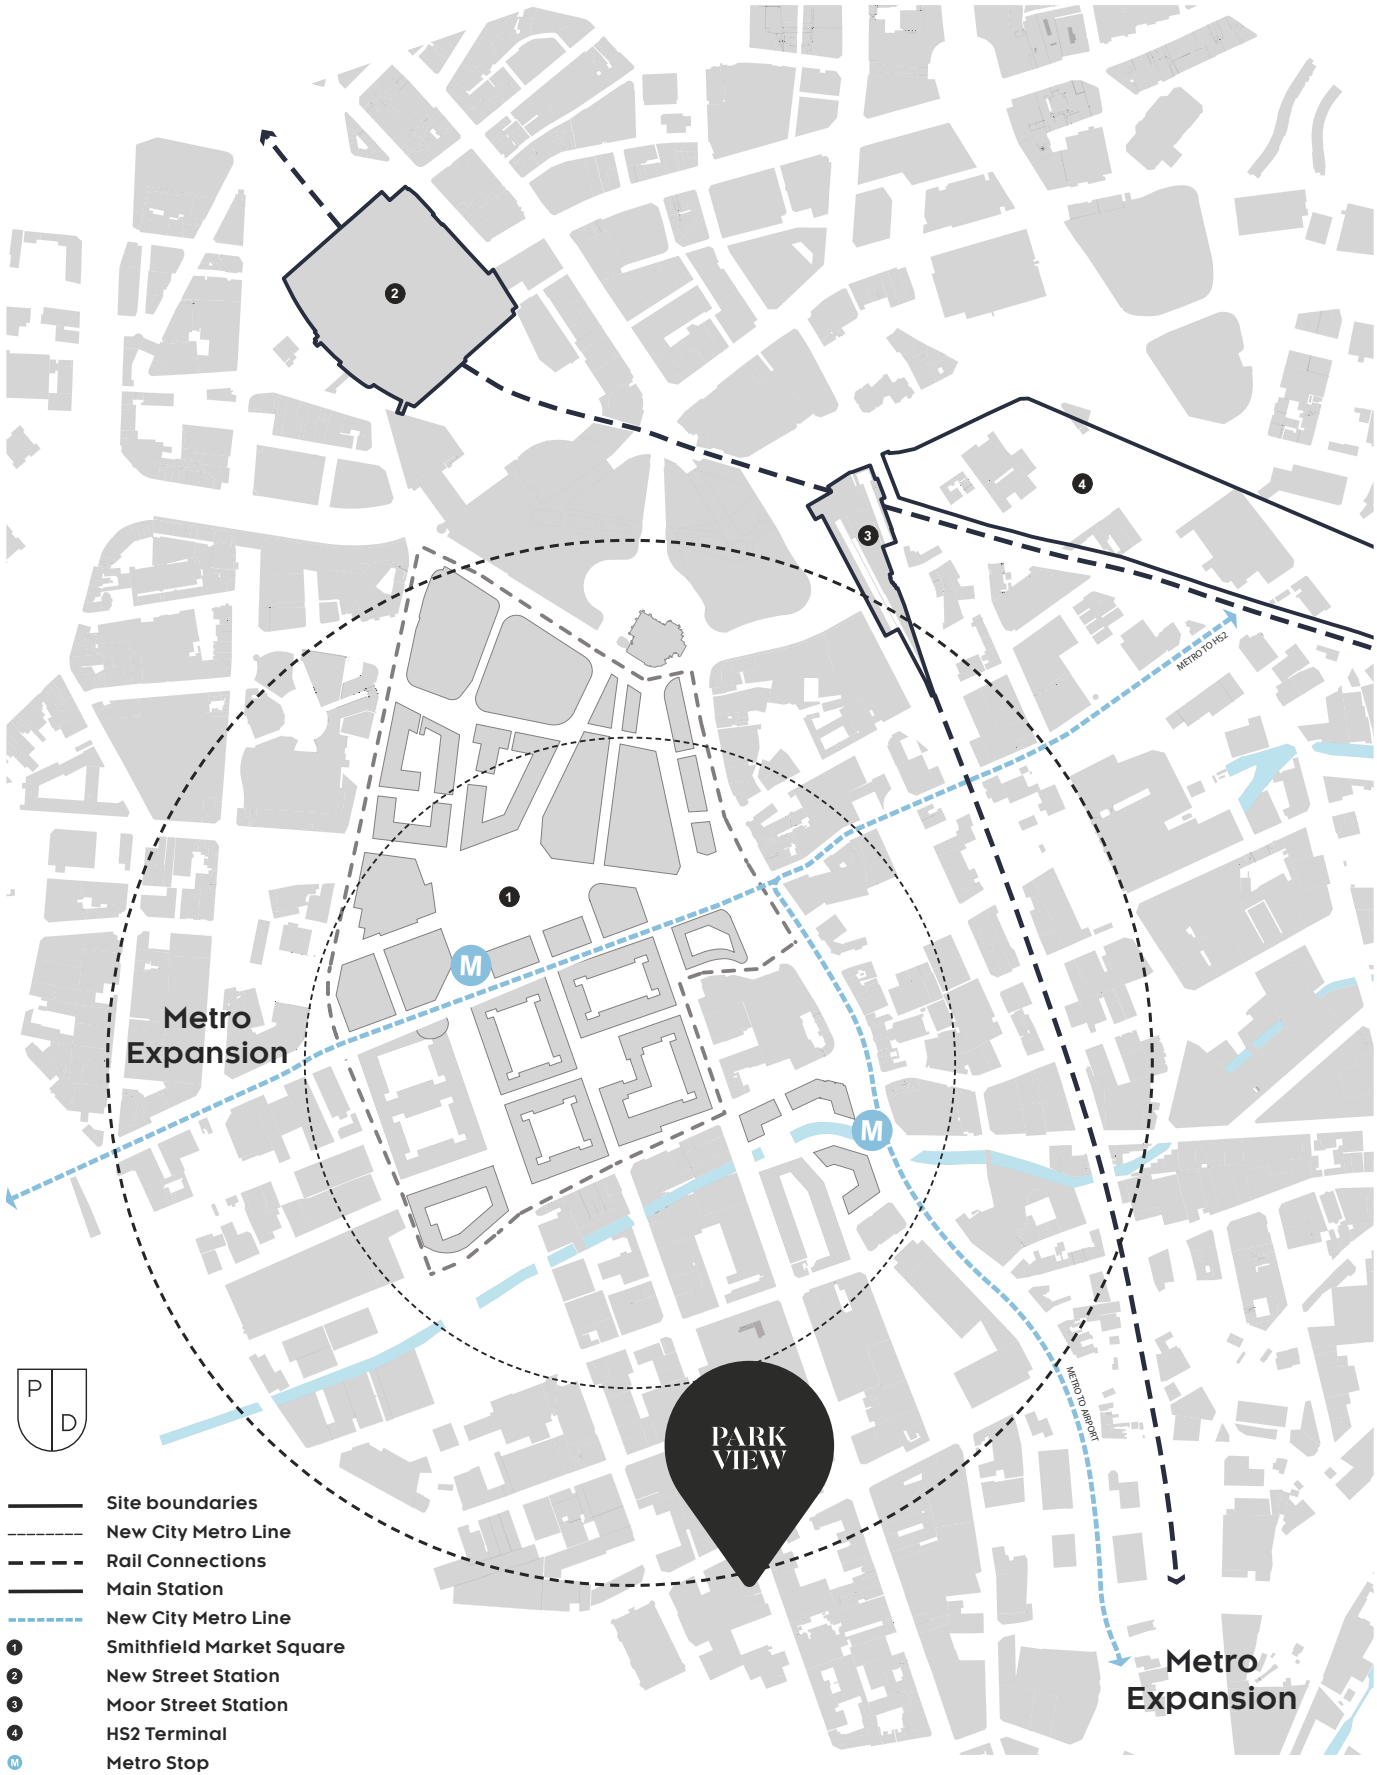 2
4
3
METRO TO HS2
1
M
Metro
Expansion
M
METRO TO AIRPORT
P
D
PARK
VIEW
Site boundaries
New City Metro Line
Rail Connections
Main Station
New City Metro Line
1 Smithfield Market Square
2 New Street Station
3 Moor Street Station
4 HS2 Terminal
M Metro Stop
Metro
Expansion